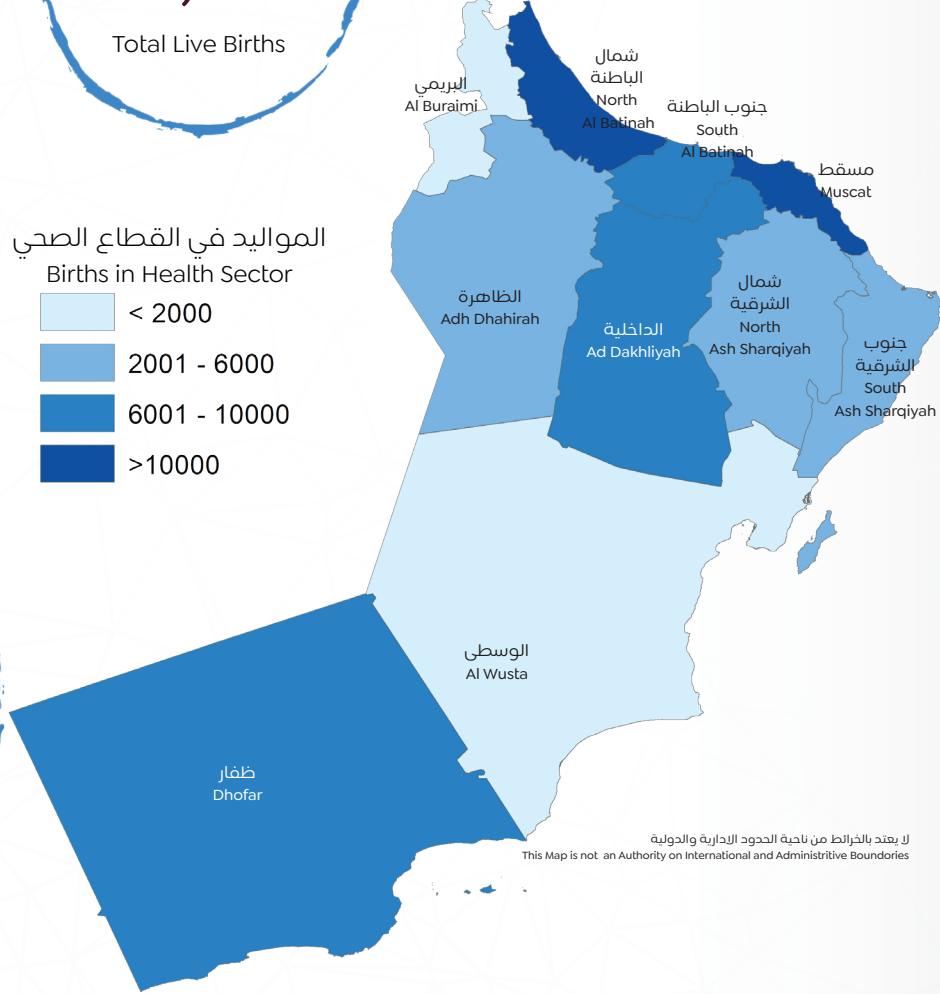 Total Live Births
المواليد في القطاع الصحي
Births in Health Sector
< 2000
2001 - 6000
6001 - 10000
>10000
البريمي
Al Buraimi
شمال
الباطنة
North
Al Batinah
جنوب الباطنة
South
Al Batinah
مسقط
Muscat
الظاهرة
Adh Dhahirah
الداخلية
Ad Dakhliyah
شمال
الشرقية
North
Ash Sharqiyah
جنوب
الشرقية
South
Ash Sharqiyah
الوسطى
Al Wusta
ظفار
Dhofar
لا يعتد بالخرائط من ناحية الحدود الادارية والدولية
This Map is not an Authority on International and Administritive Boundaries